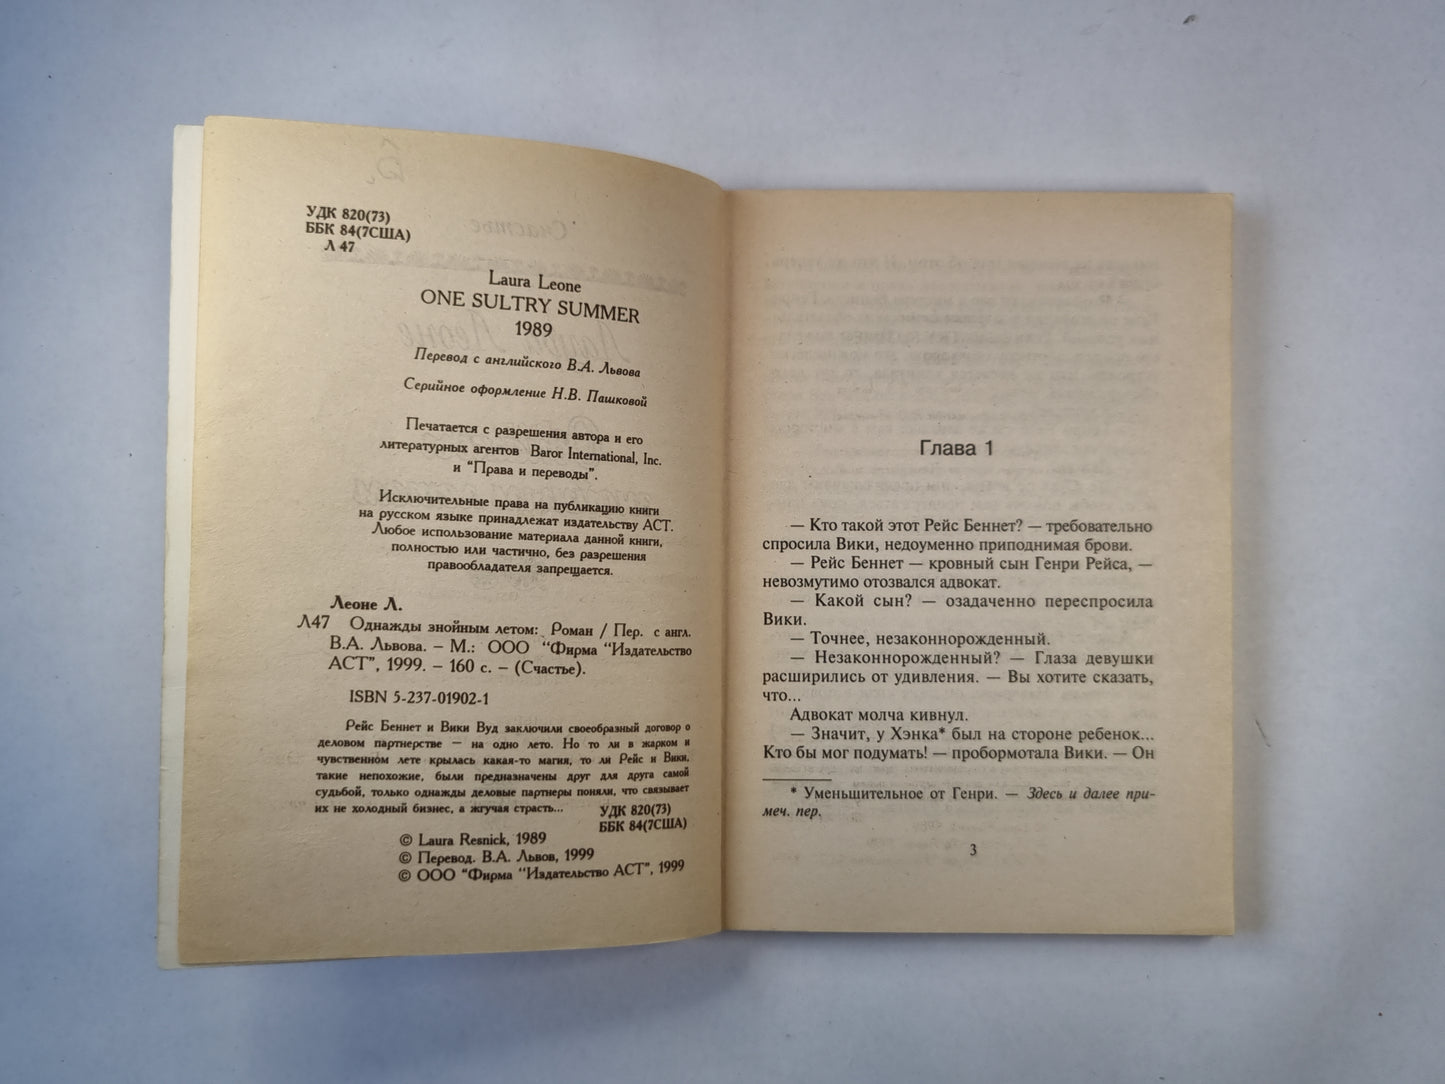 УДК 820(73)
ББК 84(7США)
Л 47
Laura Leone
ONE SULTRY SUMMER
1989
Перевод с английского В.А. Львова
Серийное оформление Н.В. Пашковой
Печатается с разрешения автора и его
литературных агентов Baror International, Inc.
и "Права и переводы".
Исключительные права на публикацию книги
на русском языке принадлежат издательству АСТ.
Любое использование материала данной книги,
полностью или частично, без разрешения
правообладателя запрещается.
Леоне Л.
Л47 Однажды знойным летом: Роман / Пер. с англ.
В.А. Львова. – М.: ООО "Фирма "Издательство
АСТ", 1999. – 160 с. – (Счастье).
ISBN 5-237-01902-1
Рейс Беннет и Вики Вуд заключили своеобразный договор о
деловом партнерстве — на одно лето. Но то ли в жарком и
чувственном лете крылась какая-то магия, то ли Рейс и Вики,
такие непохожие, были предназначены друг для друга самой
судьбой, только однажды деловые партнеры поняли, что связывает
их не холодный бизнес, а жгучая страсть...
УДК 820(73)
ББК 84(7США)
© Laura Resnick, 1989
© Перевод. В.А. Львов, 1999
© ООО "Фирма "Издательство АСТ", 1999
Глава 1
— Кто такой этот Рейс Беннет? — требовательно
спросила Вики, недоуменно приподнимая брови.
— Рейс Беннет — кровный сын Генри Рейса, —
невозмутимо отозвался адвокат.
— Какой сын? — озадаченно переспросила
Вики.
— Точнее, незаконнорожденный.
— Незаконнорожденный? — Глаза девушки
расширились от удивления. — Вы хотите сказать,
что...
Адвокат молча кивнул.
— Значит, у Хэнка* был на стороне ребенок...
Кто бы мог подумать! — пробормотала Вики. — Он
* Уменьшительное от Генри. — Здесь и далее при-
меч. пер.
3